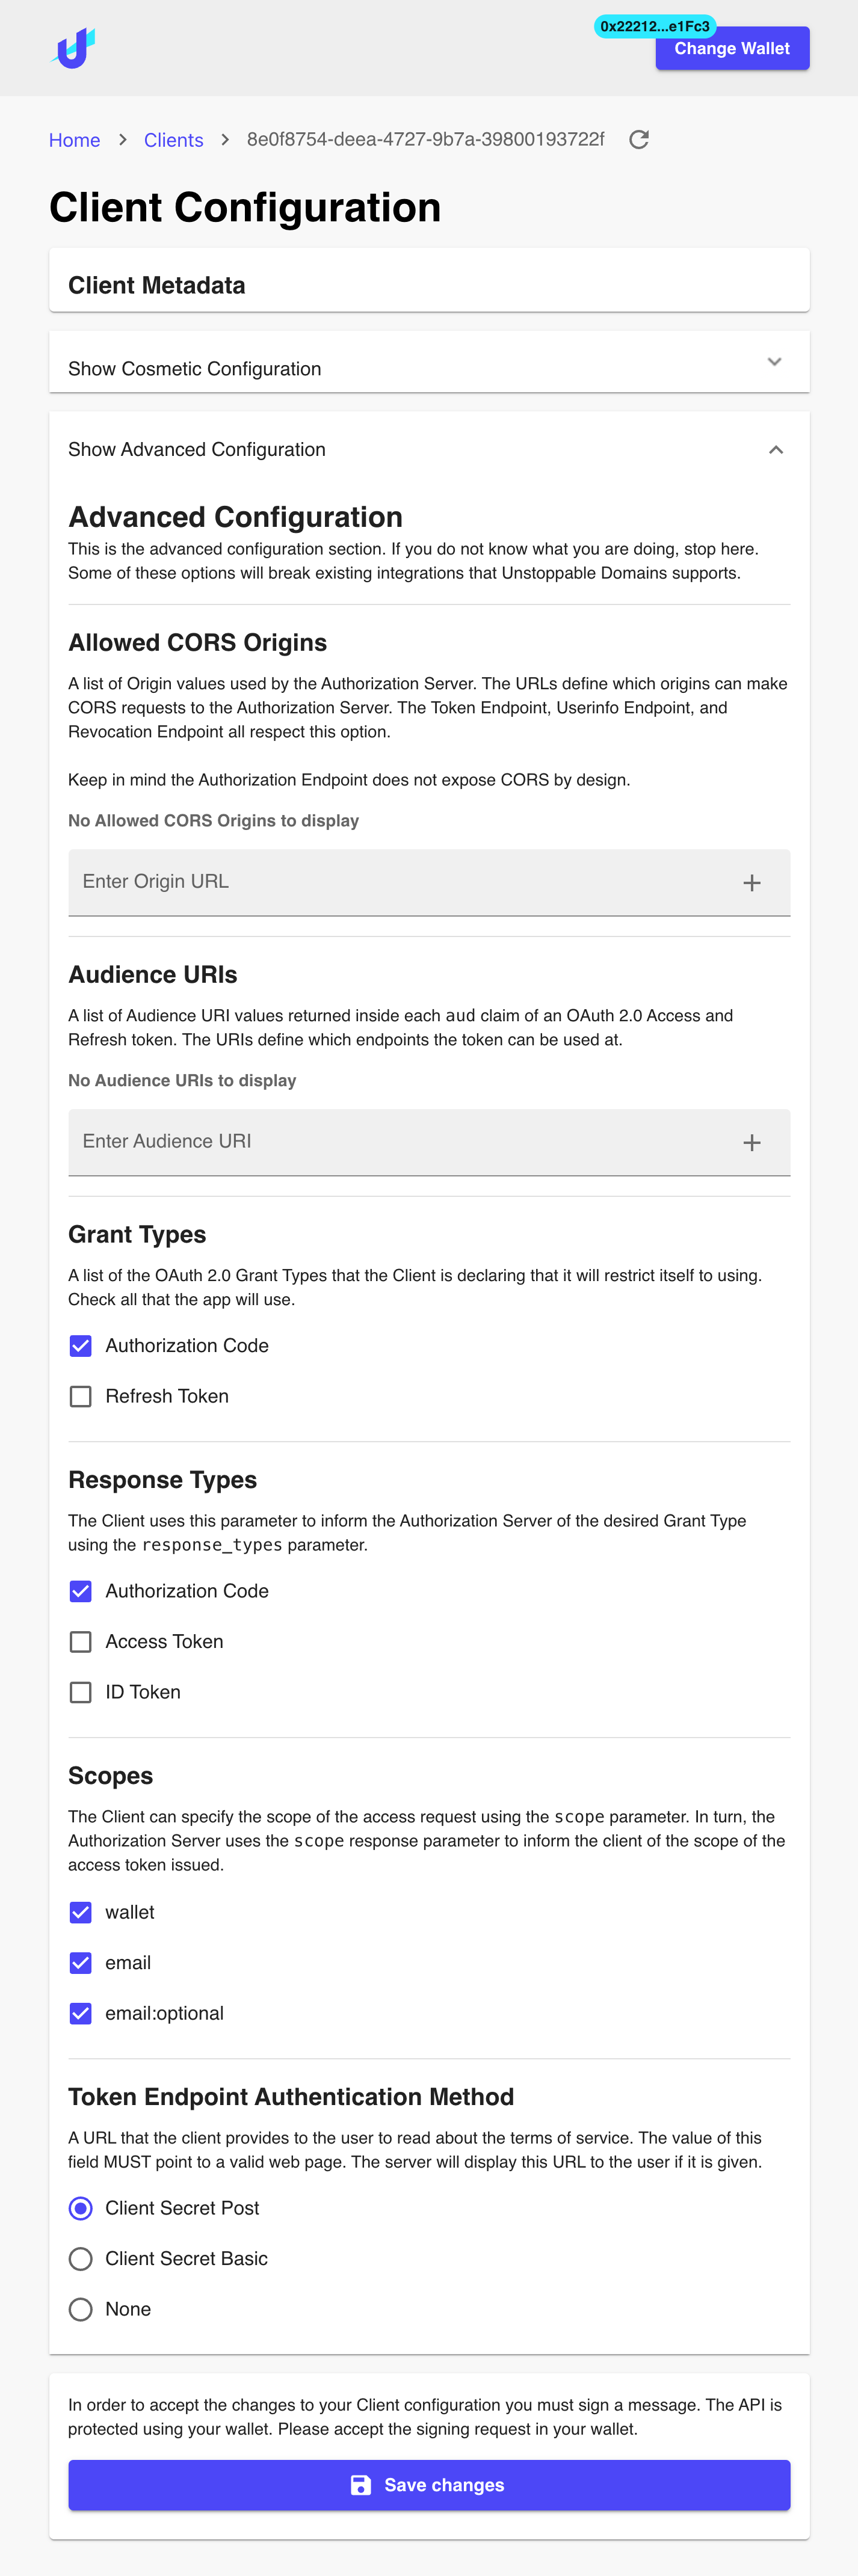 0x22212...e1Fc3
Change Wallet
Home > Clients > 8e0f8754-deea-4727-9b7a-39800193722f
Client Configuration
Client Metadata
Show Cosmetic Configuration
Show Advanced Configuration
Advanced Configuration
This is the advanced configuration section. If you do not know what you are doing, stop here.
Some of these options will break existing integrations that Unstoppable Domains supports.
Allowed CORS Origins
A list of Origin values used by the Authorization Server. The URLs define which origins can make
CORS requests to the Authorization Server. The Token Endpoint, Userinfo Endpoint, and
Revocation Endpoint all respect this option.
Keep in mind the Authorization Endpoint does not expose CORS by design.
No Allowed CORS Origins to display
Enter Origin URL
Audience URIs
A list of Audience URI values returned inside each aud claim of an OAuth 2.0 Access and
Refresh token. The URIs define which endpoints the token can be used at.
No Audience URIs to display
Enter Audience URI
Grant Types
A list of the OAuth 2.0 Grant Types that the Client is declaring that it will restrict itself to using.
Check all that the app will use.
Authorization Code
Refresh Token
Response Types
The Client uses this parameter to inform the Authorization Server of the desired Grant Type
using the response_types parameter.
Authorization Code
Access Token
ID Token
Scopes
The Client can specify the scope of the access request using the scope parameter. In turn, the
Authorization Server uses the scope response parameter to inform the client of the scope of the
access token issued.
wallet
email
email:optional
Token Endpoint Authentication Method
A URL that the client provides to the user to read about the terms of service. The value of this
field MUST point to a valid web page. The server will display this URL to the user if it is given.
Client Secret Post
Client Secret Basic
None
In order to accept the changes to your Client configuration you must sign a message. The API is
protected using your wallet. Please accept the signing request in your wallet.
Save changes